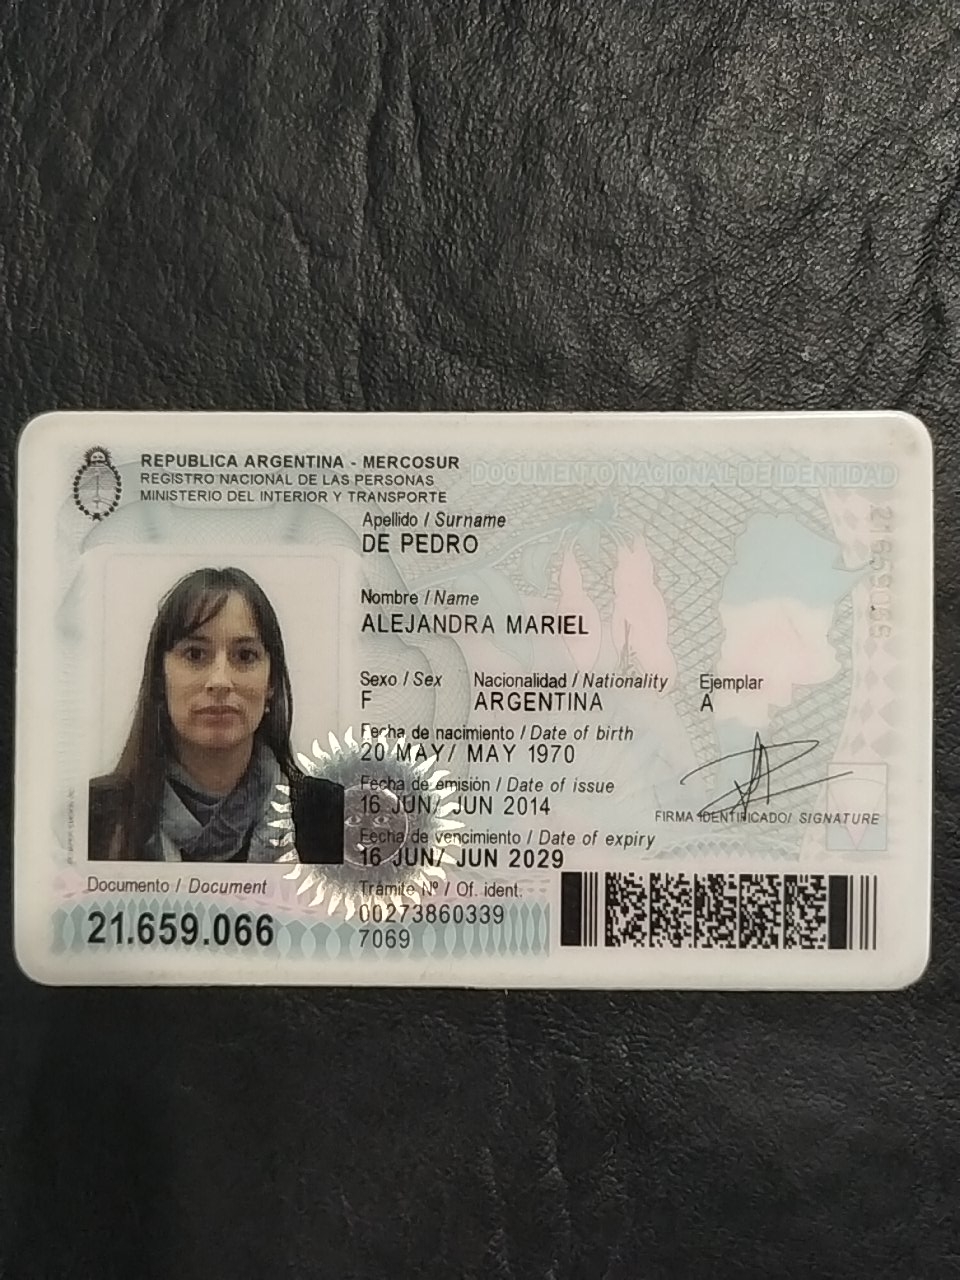 REPUBLICA ARGENTINA - MERCOSUR
REGISTRO NACIONAL DE LAS PERSONAS
MINISTERIO DEL INTERIOR Y TRANSPORTE
DOCUMENTO NACIONAL DE IDENTIDAD
Apellido / Surname
DE PEDRO
Nombre / Name
ALEJANDRA MARIEL
Sexo / Sex Nacionalidad / Nationality Ejemplar
F ARGENTINA A
Fecha de nacimiento / Date of birth
20 MAY/ MAY 1970
Fecha de emisión / Date of issue
16 JUN/ JUN 2014
FIRMA IDENTIFICADO/ SIGNATURE
Fecha de vencimiento / Date of expiry
16 JUN/ JUN 2029
Documento / Document
21.659.066
Trámite Nº / Of. ident.
00273860339
7069
21659066